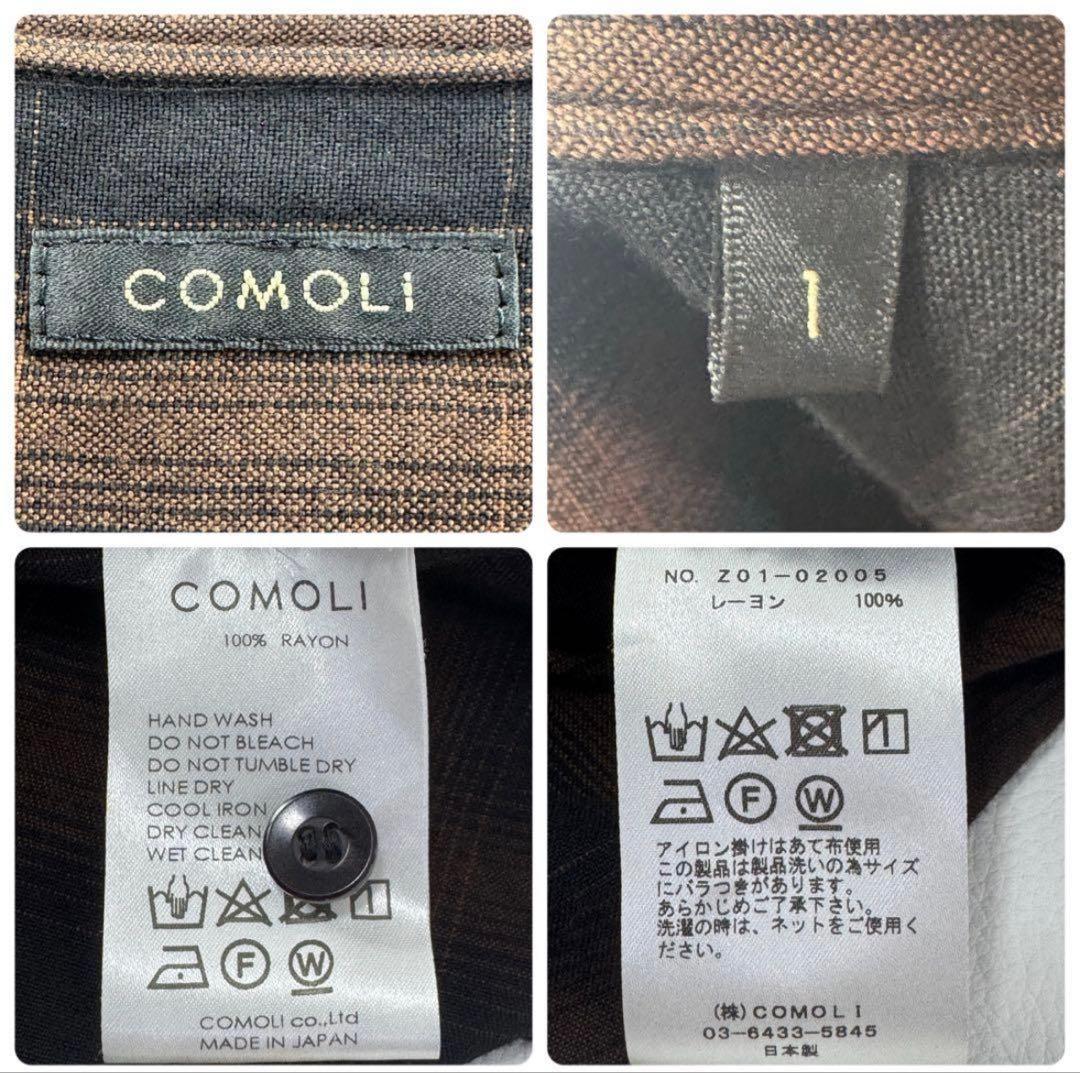 COMOLI
1
COMOLI
100% RAYON
HAND WASH
DO NOT BLEACH
DO NOT TUMBLE DRY
LINE DRY
COOL IRON
DRY CLEAN
WET CLEAN
F W
COMOLI co.,Ltd
MADE IN JAPAN
NO. Z01-02005
レーヨン 100%
F W
アイロン掛けはあて布使用
この製品は製品洗いの為サイズ
にバラつきがあります。
あらかじめご了承下さい。
洗濯の時は、ネットをご使用く
ださい。
(株)COMOLI
03-6433-5845
日本製